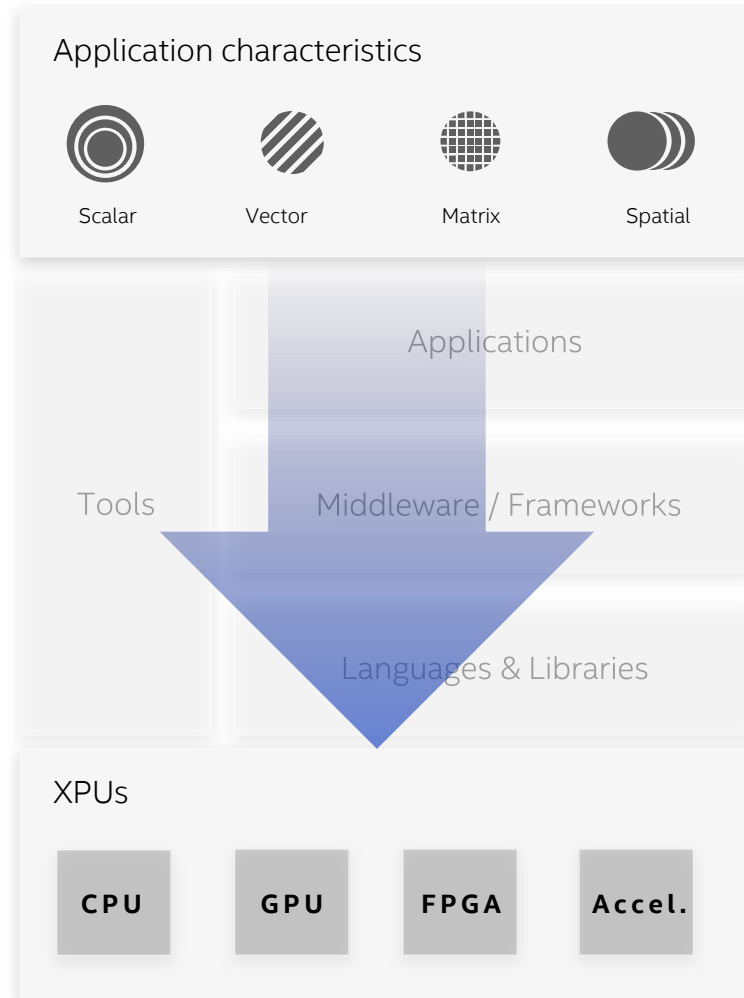 Application characteristics
Scalar Vector Matrix Spatial
Applications
Tools Middleware / Frameworks
Languages & Libraries
XPUs
CPU GPU FPGA Accel.